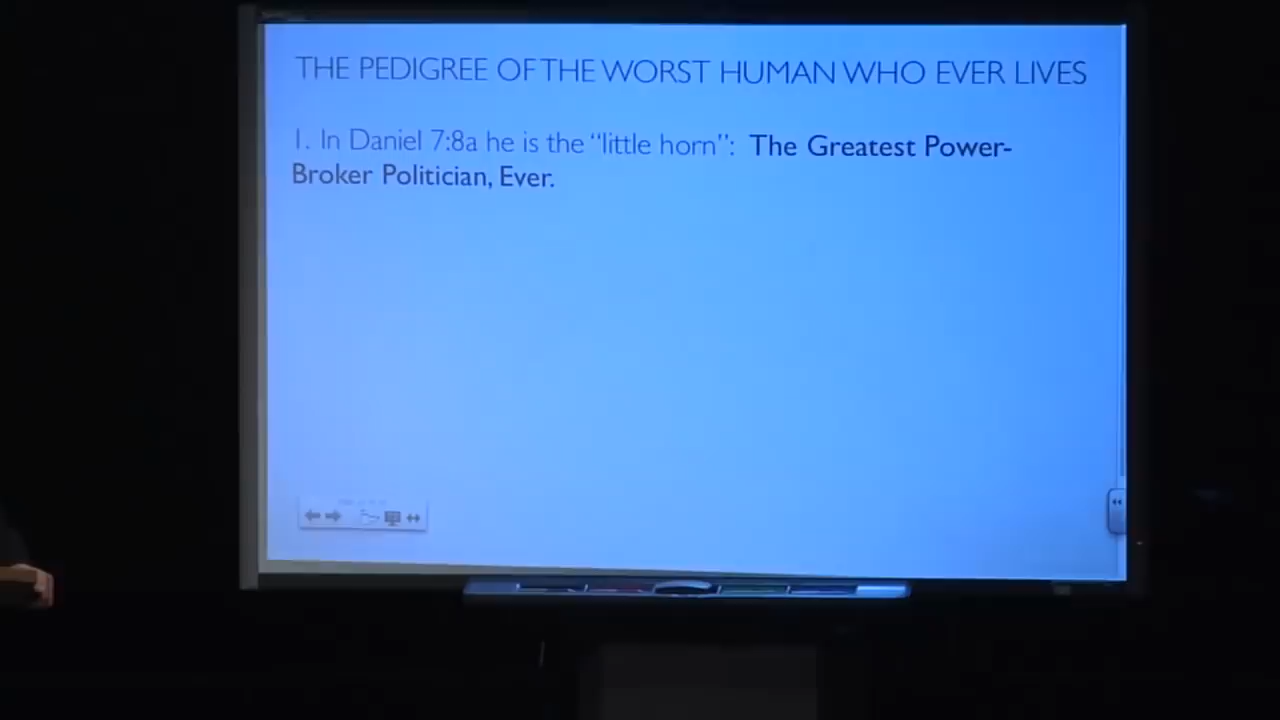 THE PEDIGREE OF THE WORST HUMAN WHO EVER LIVES
1. In Daniel 7:8a he is the “little horn”: The Greatest Power-
Broker Politician, Ever.